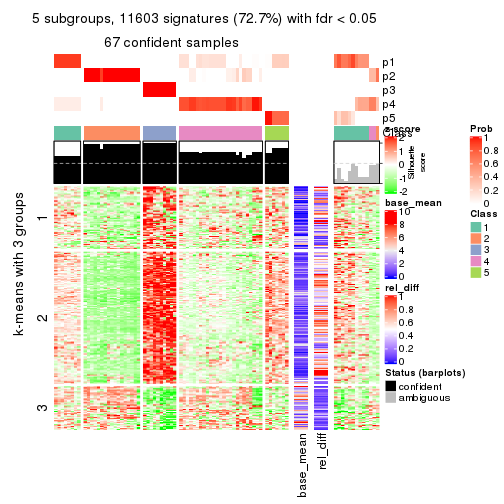 5 subgroups, 11603 signatures (72.7%) with fdr < 0.05
67 confident samples
p1
p2
p3
p4
p5
Class
Silhouette
score
k-means with 3 groups
1
2
3
base_mean
rel_diff
z-score
2
1
0
-1
-2
base_mean
10
8
6
4
2
0
rel_diff
1
0.8
0.6
0.4
0.2
0
Status (barplots)
confident
ambiguous
Prob
1
0.8
0.6
0.4
0.2
0
Class
1
2
3
4
5